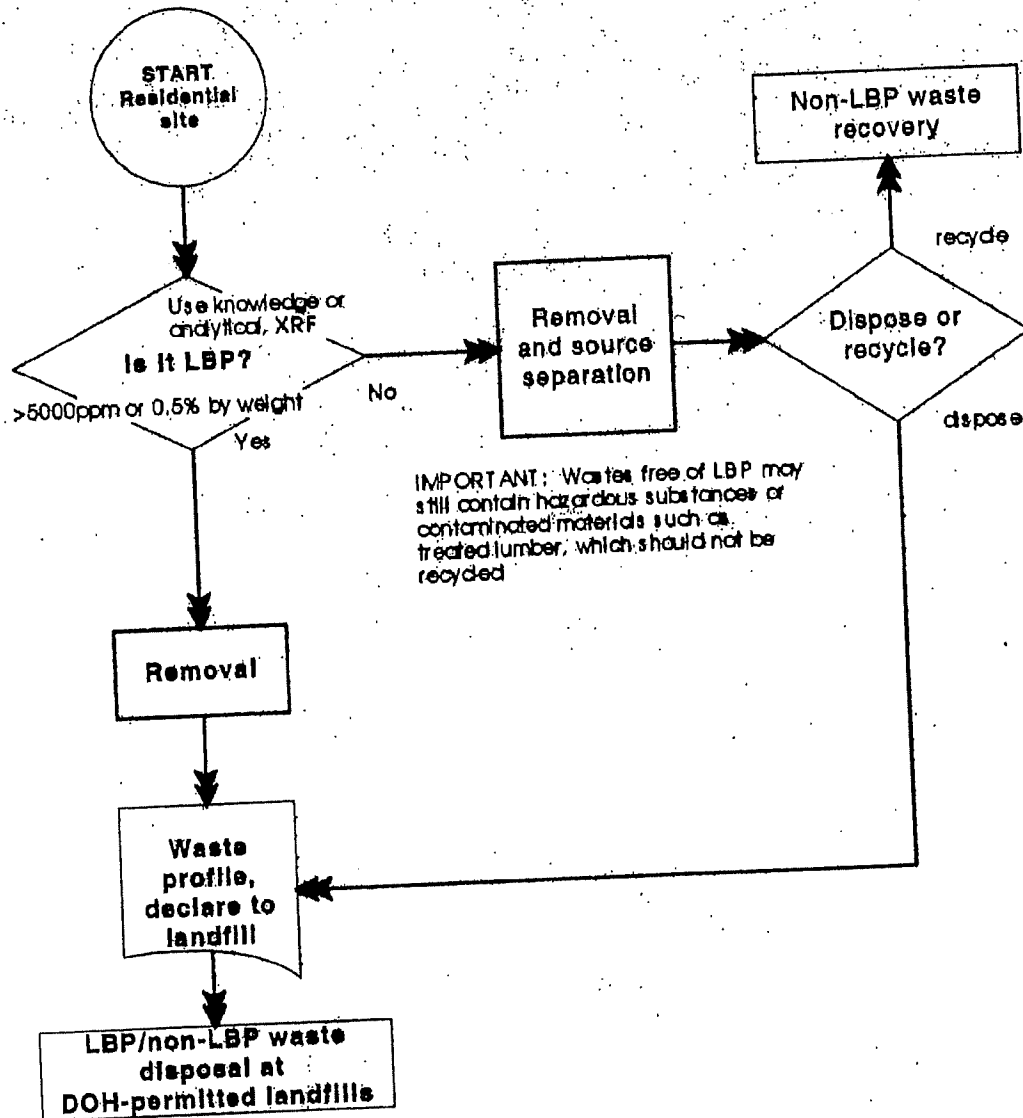 START
Residential
site
Use knowledge or
analytical, XRF
Is it LBP?
>5000ppm or 0.5% by weight
Yes
No
Removal
and source
separation
Dispose or
recycle?
recycle
dispose
Non-LBP waste
recovery
IMPORTANT: Wastes free of LBP may
still contain hazardous substances or
contaminated materials such as
treated lumber, which should not be
recycled
Removal
Waste
profile,
declare to
landfill
LBP/non-LBP waste
disposal at
DOH-permitted landfills